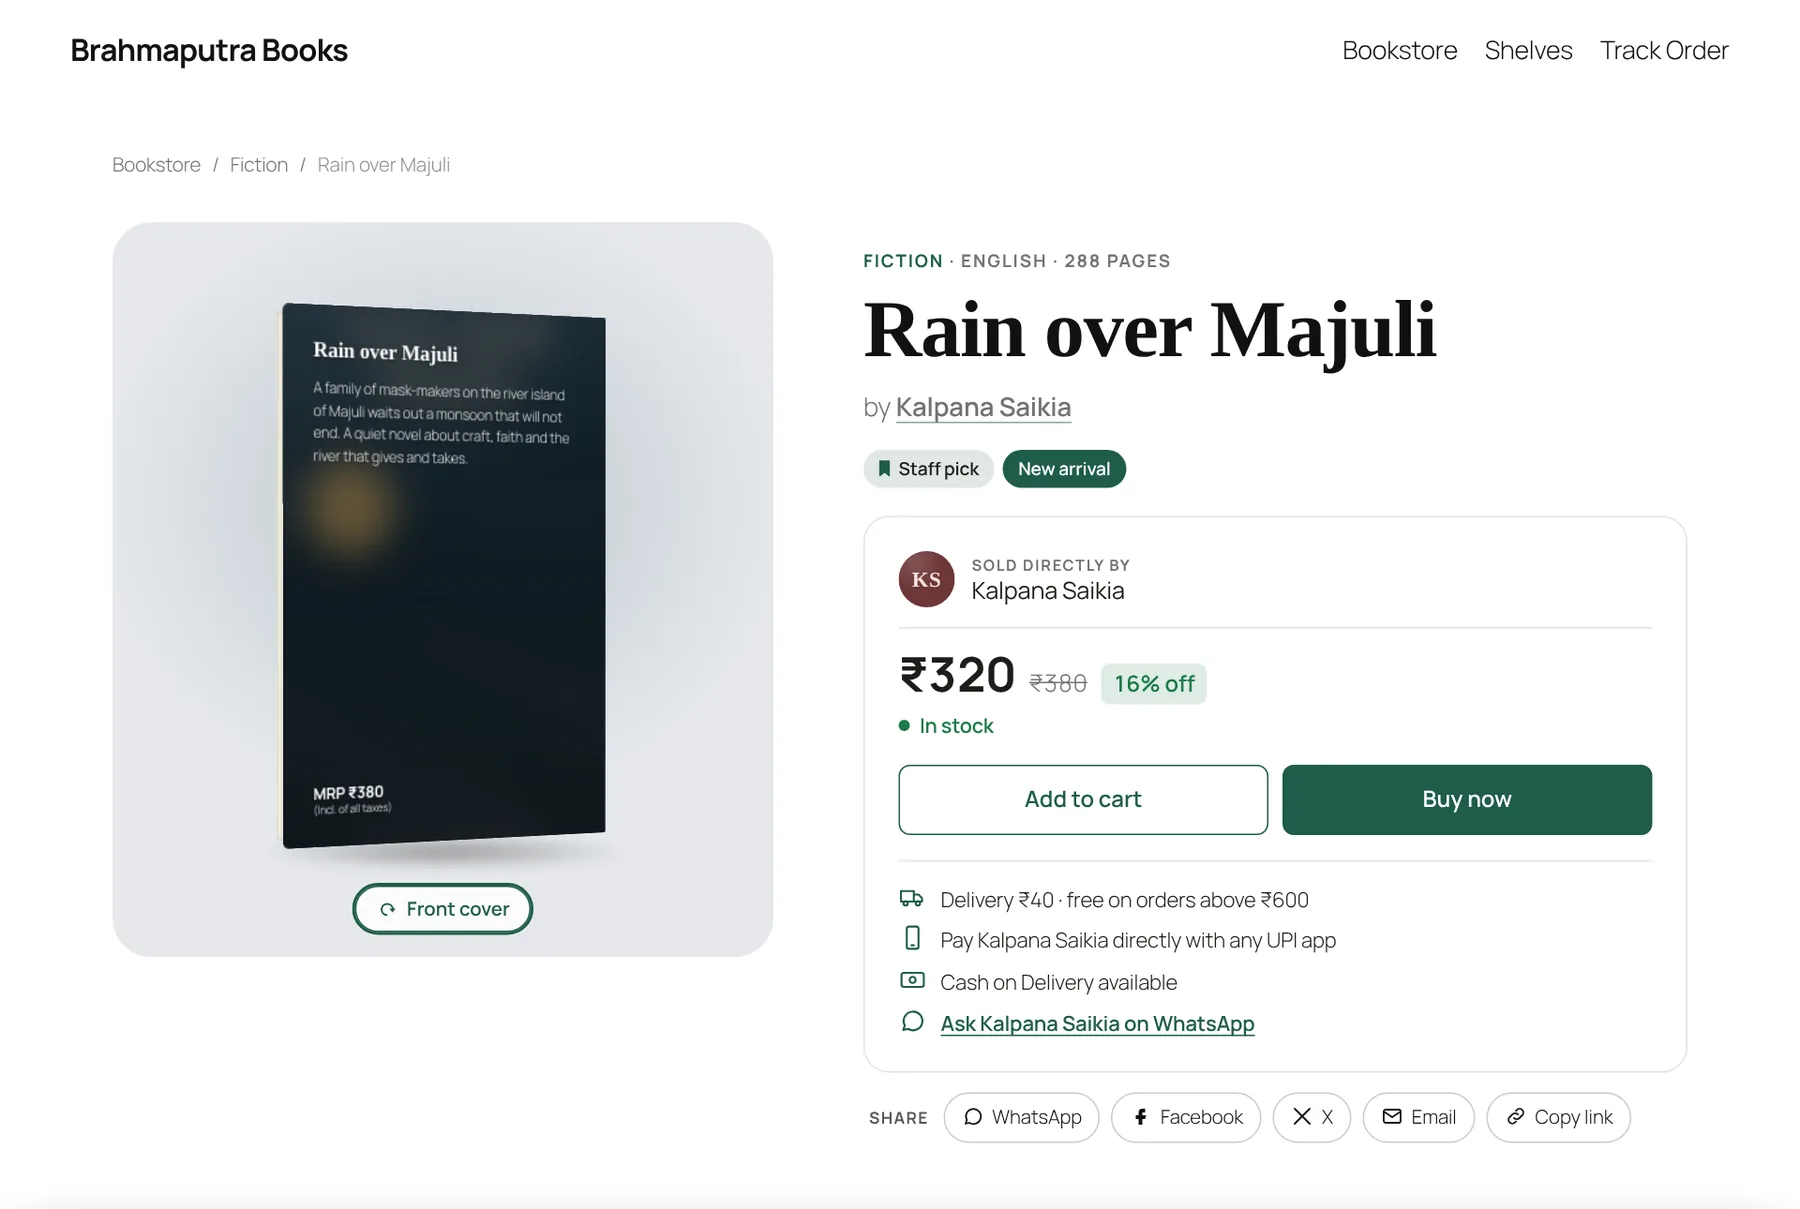 Brahmaputra Books
Bookstore Shelves Track Order
Bookstore / Fiction / Rain over Majuli
Rain over Majuli
A family of mask-makers on the river island
of Majuli waits out a monsoon that will not
end. A quiet novel about craft, faith and the
river that gives and takes.
MRP ₹380
(Incl. of all taxes)
Front cover
FICTION · ENGLISH · 288 PAGES
Rain over Majuli
by Kalpana Saikia
Staff pick New arrival
KS
SOLD DIRECTLY BY
Kalpana Saikia
₹320 ₹380 16% off
In stock
Add to cart Buy now
Delivery ₹40 · free on orders above ₹600
Pay Kalpana Saikia directly with any UPI app
Cash on Delivery available
Ask Kalpana Saikia on WhatsApp
SHARE WhatsApp Facebook X Email Copy link